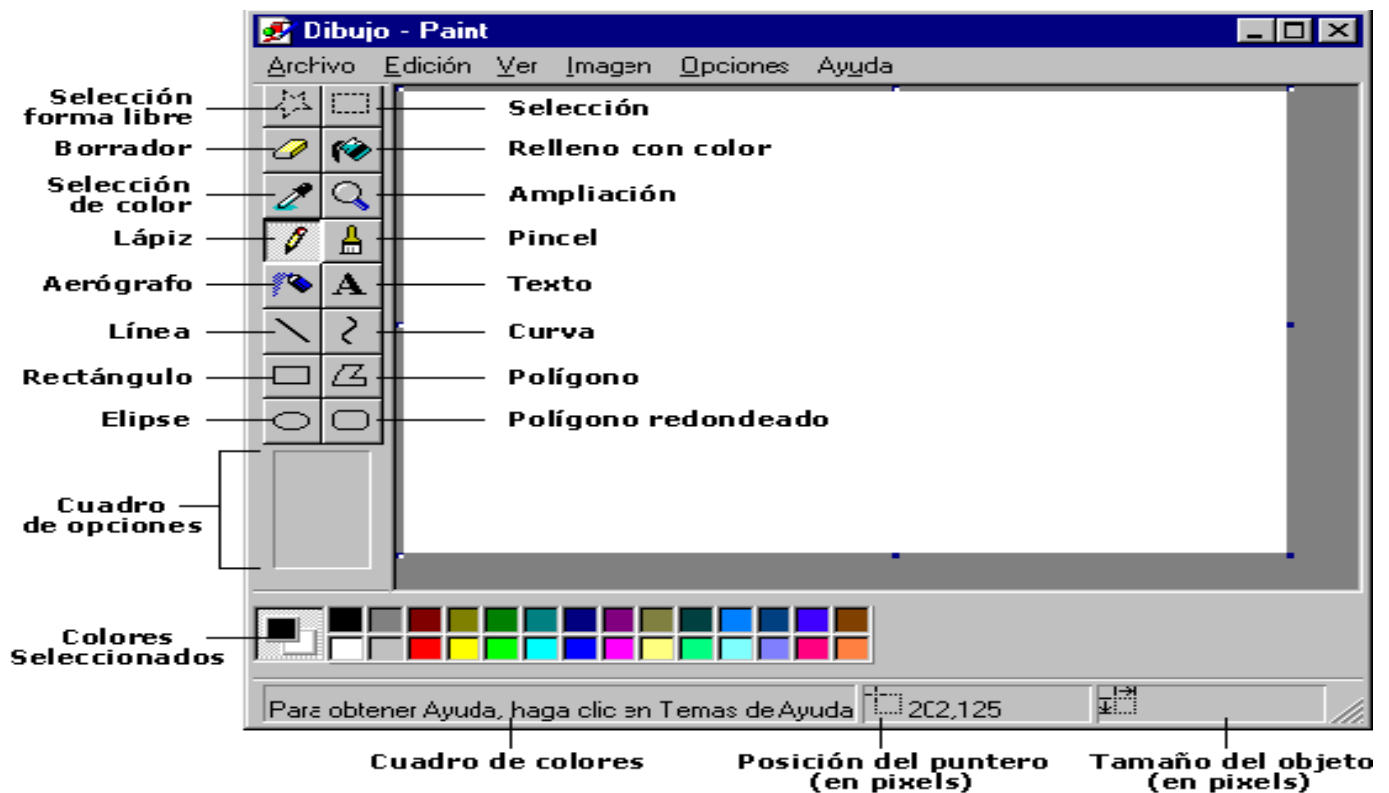 Dibujo - Paint
Archivo Edición Ver Imagen Opciones Ayuda
Selección
forma libre
Selección
Borrador
Relleno con color
Selección
de color
Ampliación
Lápiz
Pincel
Aerógrafo
A
Texto
Línea
Curva
Rectángulo
Polígono
Elipse
Polígono redondeado
Cuadro
de opciones
Colores
Seleccionados
Para obtener Ayuda, haga clic en Temas de Ayuda
202,125
Cuadro de colores
Posición del puntero
(en pixels)
Tamaño del objeto
(en pixels)